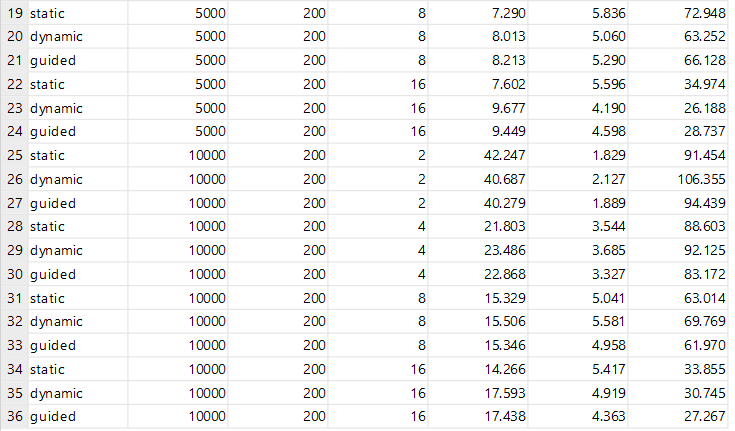 19 static 5000 200 8 7.290 5.836 72.948
20 dynamic 5000 200 8 8.013 5.060 63.252
21 guided 5000 200 8 8.213 5.290 66.128
22 static 5000 200 16 7.602 5.596 34.974
23 dynamic 5000 200 16 9.677 4.190 26.188
24 guided 5000 200 16 9.449 4.598 28.737
25 static 10000 200 2 42.247 1.829 91.454
26 dynamic 10000 200 2 40.687 2.127 106.355
27 guided 10000 200 2 40.279 1.889 94.439
28 static 10000 200 4 21.803 3.544 88.603
29 dynamic 10000 200 4 23.486 3.685 92.125
30 guided 10000 200 4 22.868 3.327 83.172
31 static 10000 200 8 15.329 5.041 63.014
32 dynamic 10000 200 8 15.506 5.581 69.769
33 guided 10000 200 8 15.346 4.958 61.970
34 static 10000 200 16 14.266 5.417 33.855
35 dynamic 10000 200 16 17.593 4.919 30.745
36 guided 10000 200 16 17.438 4.363 27.267